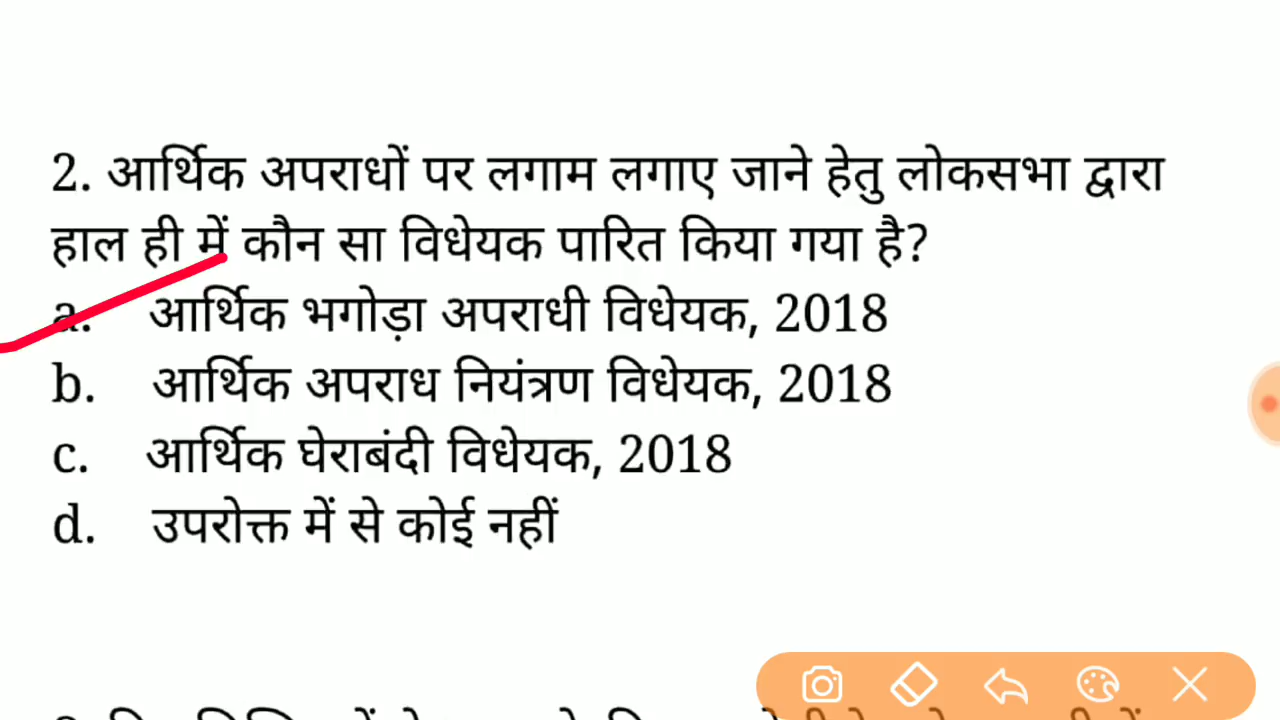 2. आर्थिक अपराधों पर लगाम लगाए जाने हेतु लोकसभा द्वारा
हाल ही में कौन सा विधेयक पारित किया गया है?
a. आर्थिक भगोड़ा अपराधी विधेयक, 2018
b. आर्थिक अपराध नियंत्रण विधेयक, 2018
c. आर्थिक घेराबंदी विधेयक, 2018
d. उपरोक्त में से कोई नहीं